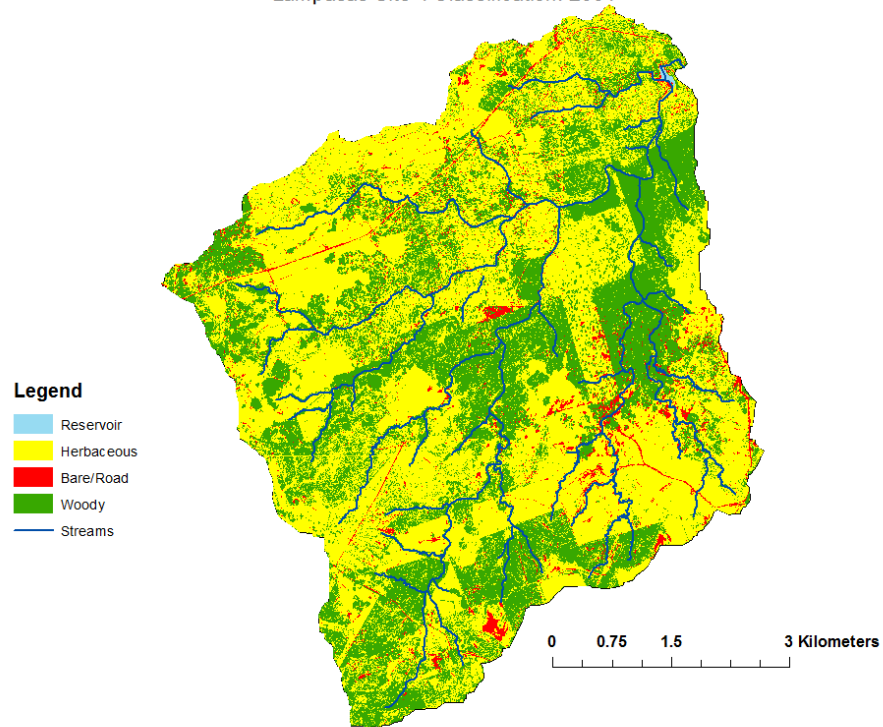 Legend
Reservoir
Herbaceous
Bare/Road
Woody
Streams
0 0.75 1.5 3 Kilometers